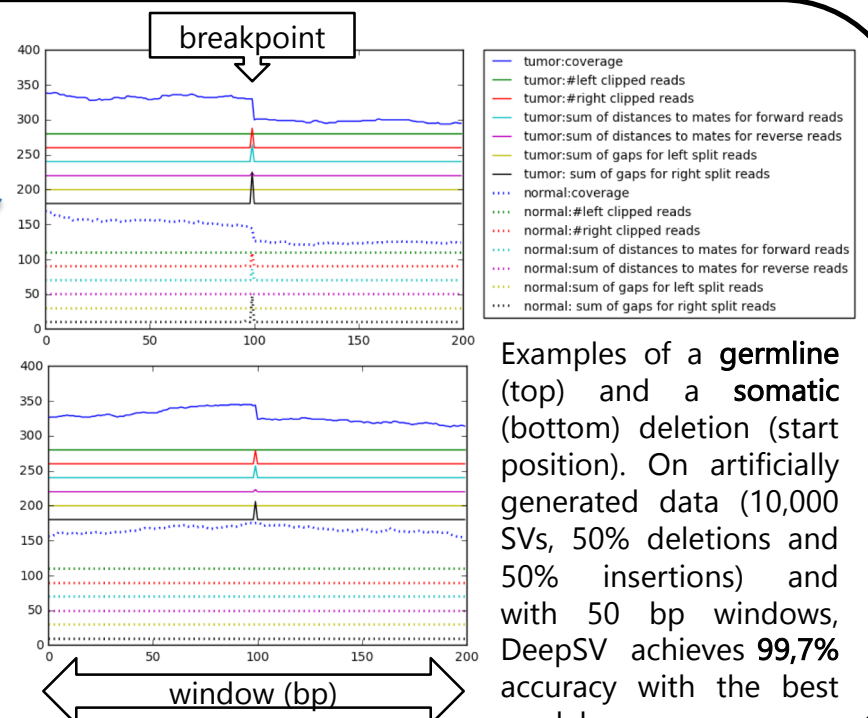 breakpoint
400
350
300
250
200
150
100
50
0
0 50 100 150 200
tumor:coverage
tumor:#left clipped reads
tumor:#right clipped reads
tumor:sum of distances to mates for forward reads
tumor:sum of distances to mates for reverse reads
tumor:sum of gaps for left split reads
tumor: sum of gaps for right split reads
normal:coverage
normal:#left clipped reads
normal:#right clipped reads
normal:sum of distances to mates for forward reads
normal:sum of distances to mates for reverse reads
normal:sum of gaps for left split reads
normal: sum of gaps for right split reads
400
350
300
250
200
150
100
50
0
0 50 100 150 200
window (bp)
Examples of a germline
(top) and a somatic
(bottom) deletion (start
position). On artificially
generated data (10,000
SVs, 50% deletions and
50% insertions) and
with 50 bp windows,
DeepSV achieves 99,7%
accuracy with the best